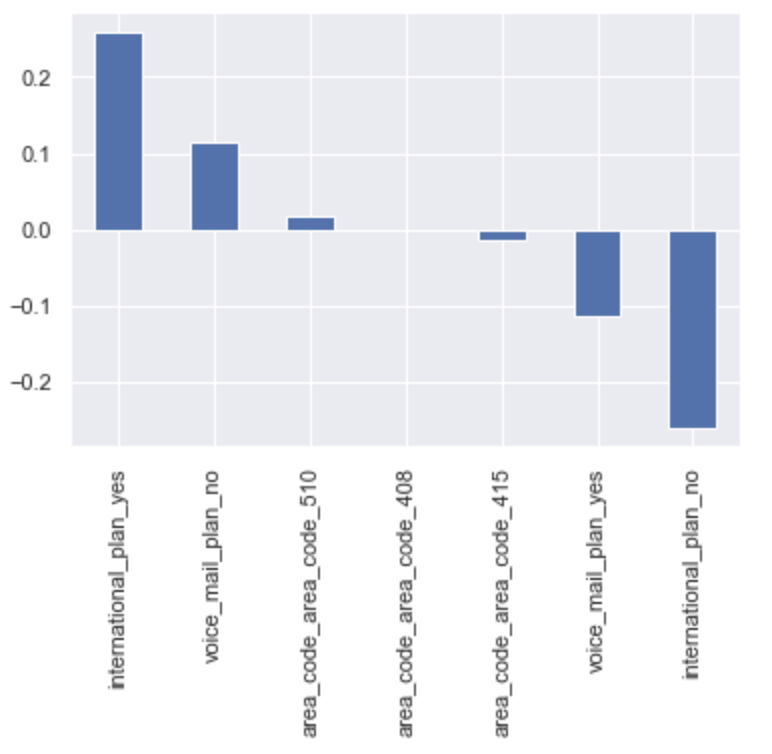 0.2
0.1
0.0
−0.1
−0.2
international_plan_yes
voice_mail_plan_no
area_code_area_code_510
area_code_area_code_408
area_code_area_code_415
voice_mail_plan_yes
international_plan_no